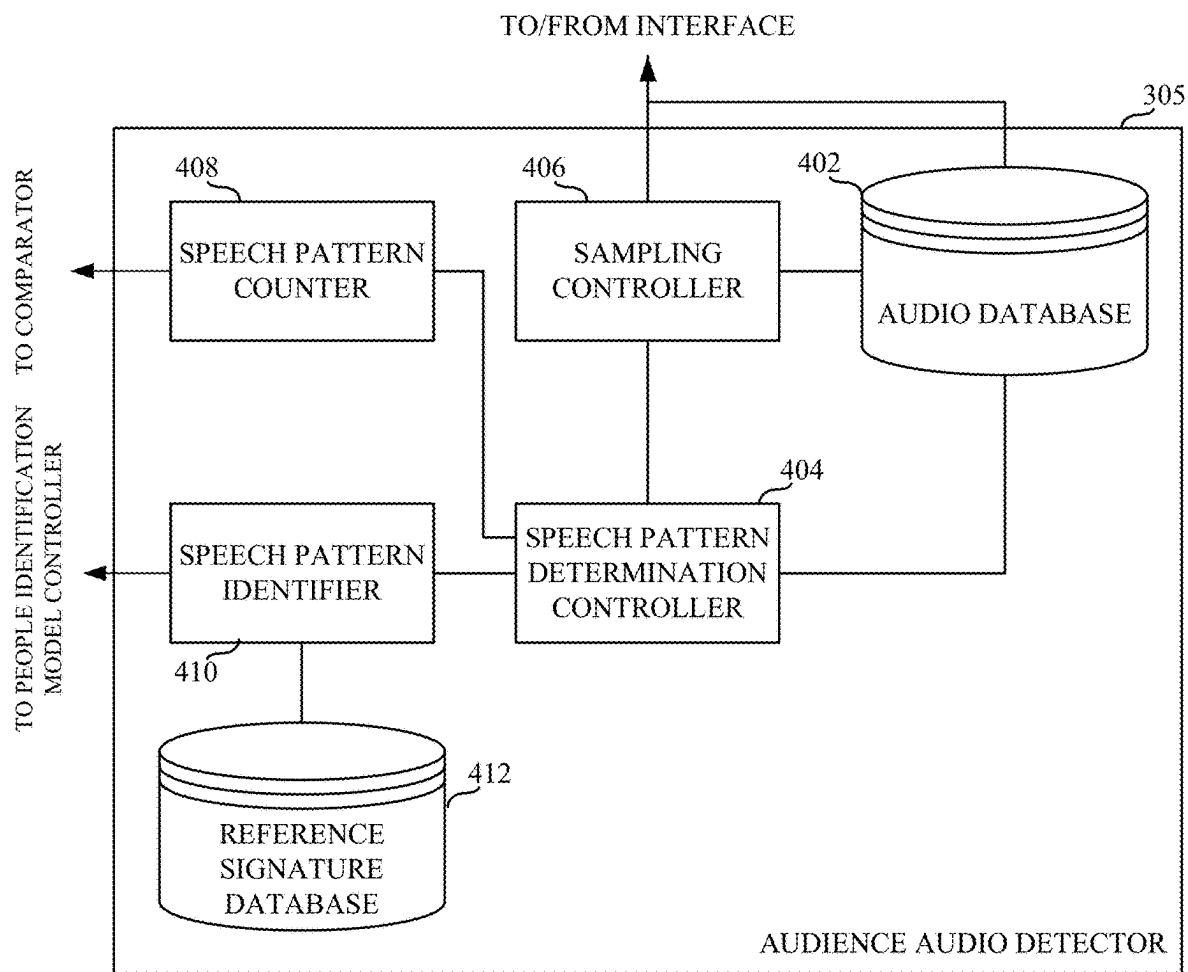 TO/FROM INTERFACE
305
408
406
402
TO COMPARATOR
SPEECH PATTERN
COUNTER
SAMPLING
CONTROLLER
AUDIO DATABASE
404
TO PEOPLE IDENTIFICATION
MODEL CONTROLLER
SPEECH PATTERN
IDENTIFIER
SPEECH PATTERN
DETERMINATION
CONTROLLER
410
412
REFERENCE
SIGNATURE
DATABASE
AUDIENCE AUDIO DETECTOR